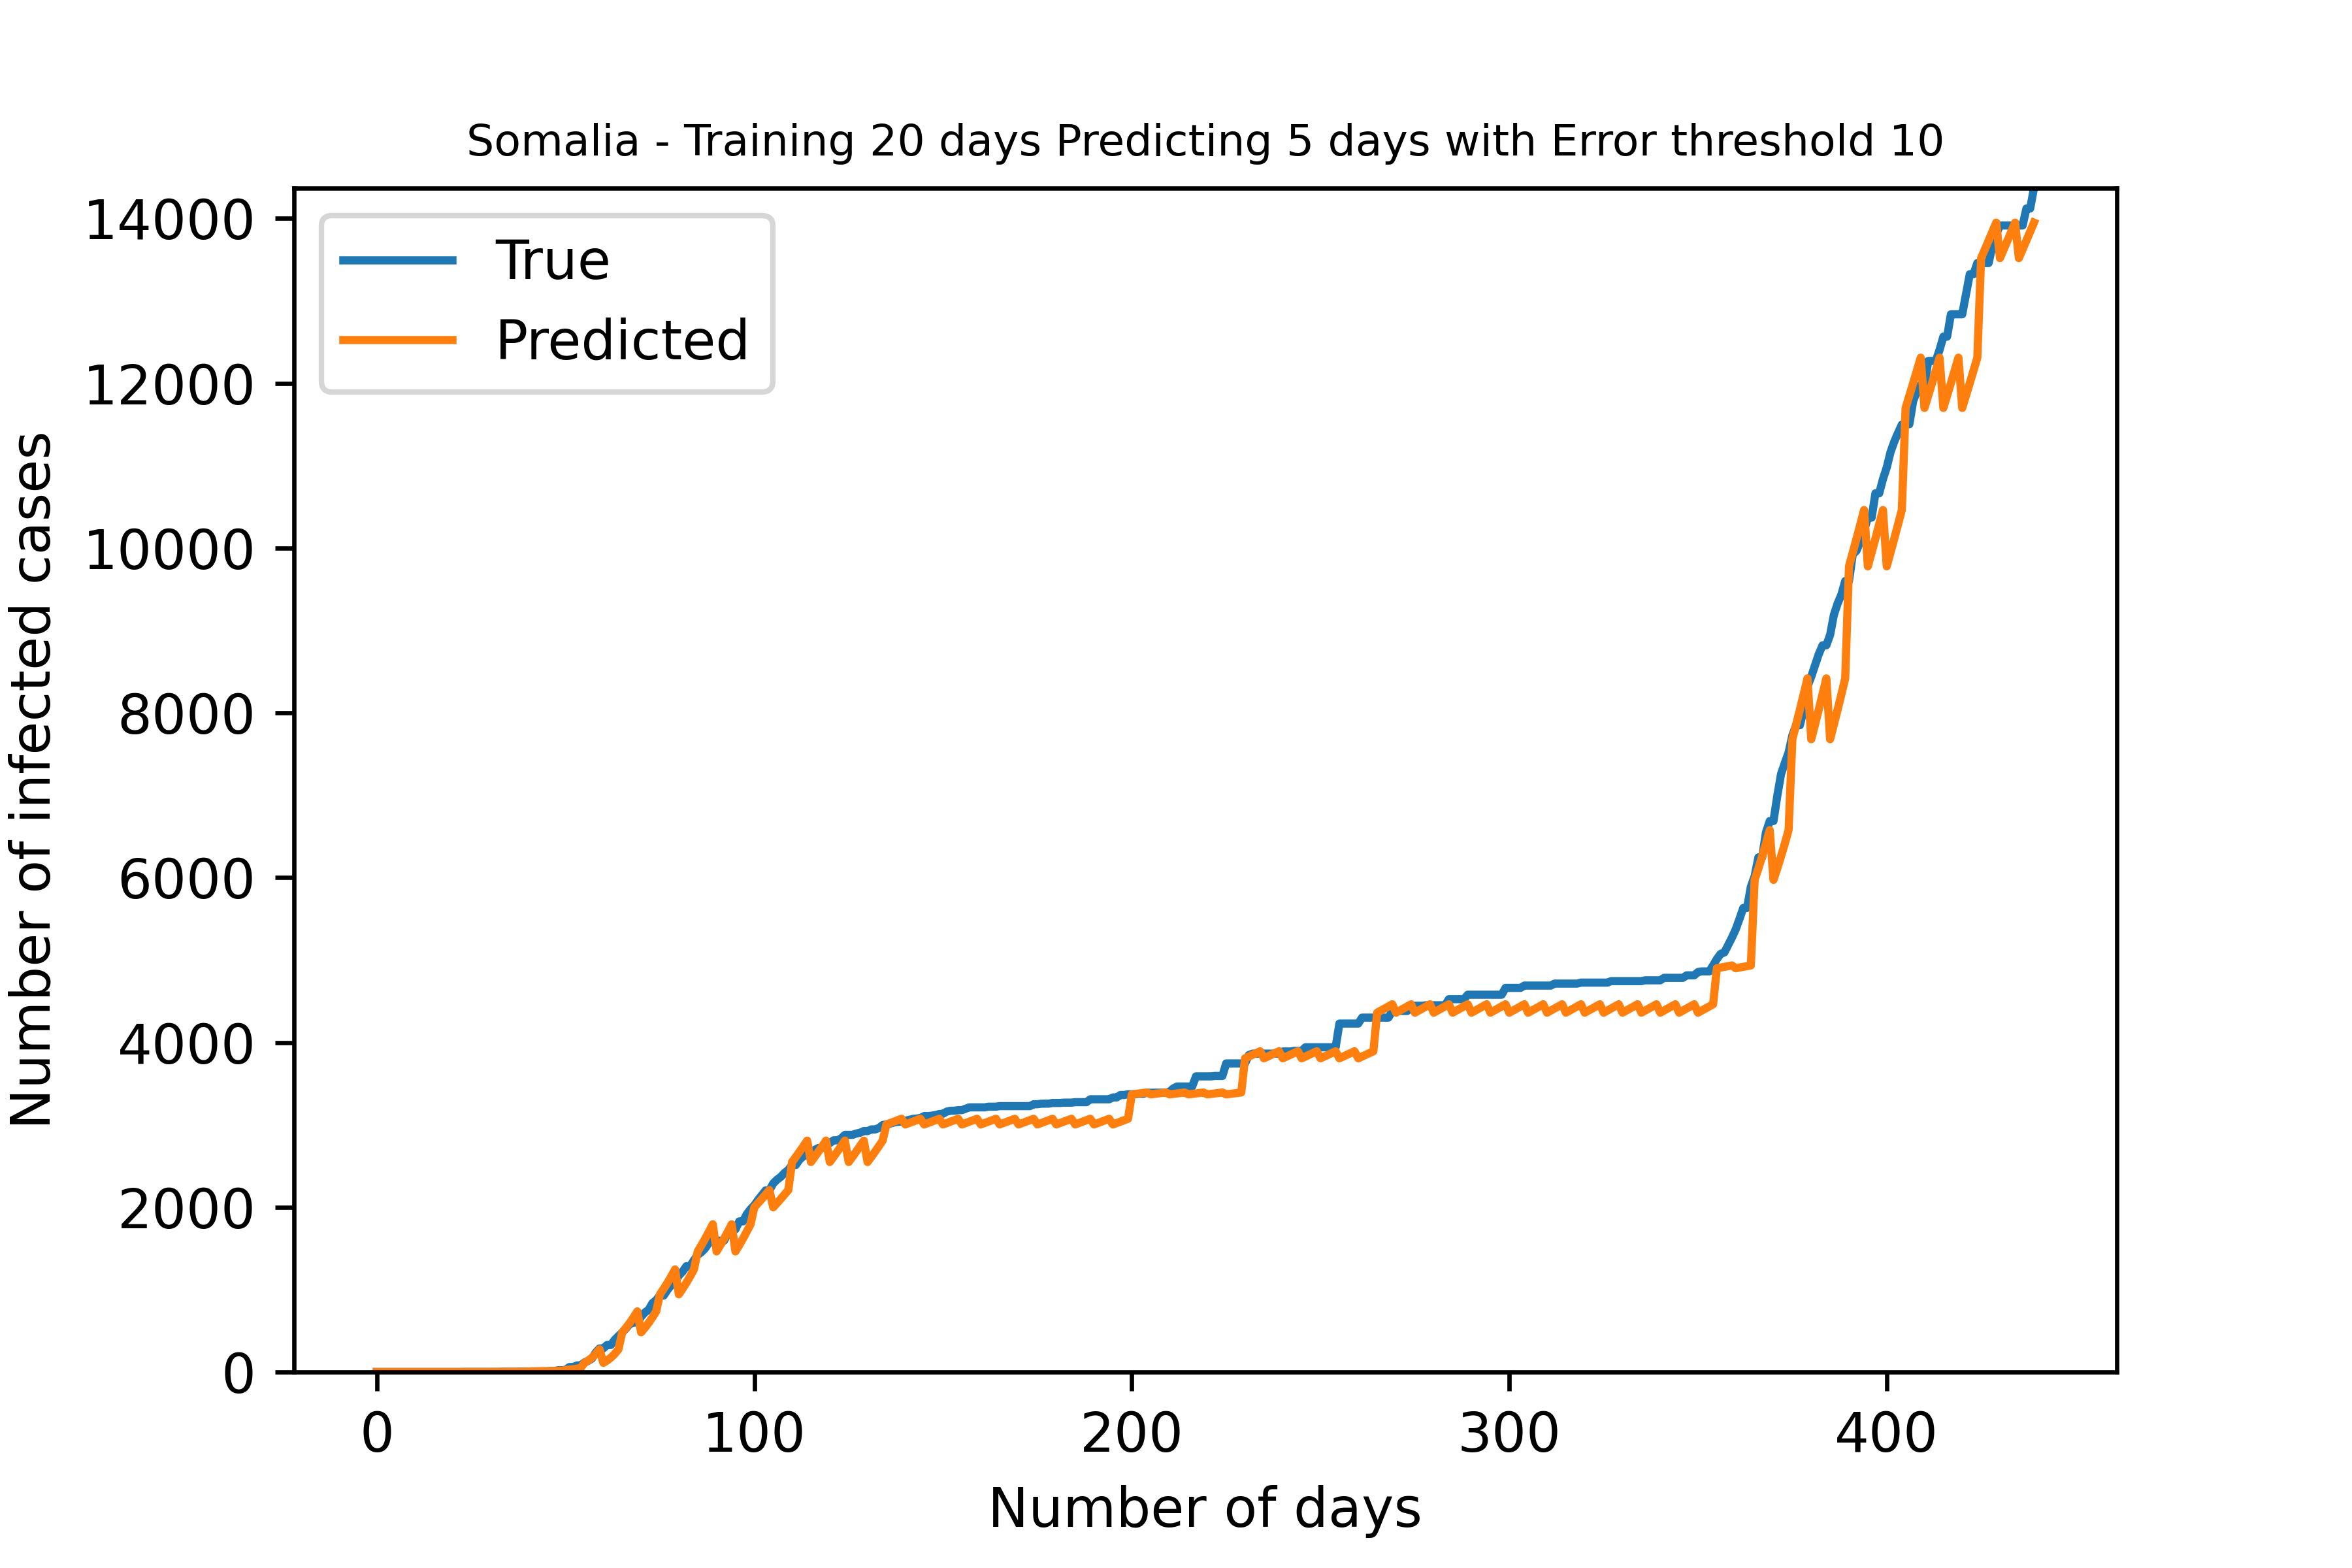 Somalia - Training 20 days Predicting 5 days with Error threshold 10
True
Predicted
14000
12000
10000
8000
6000
4000
2000
0
Number of infected cases
0 100 200 300 400
Number of days